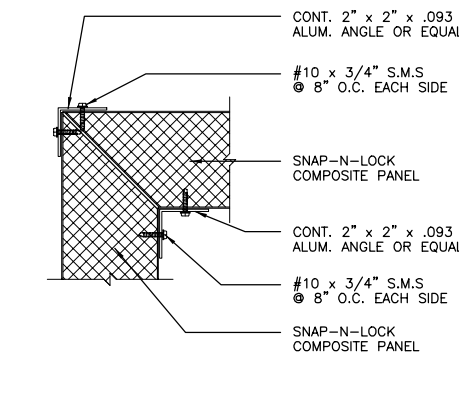 CONT. 2" x 2" x .093
ALUM. ANGLE OR EQUAL
#10 x 3/4" S.M.S
@ 8" O.C. EACH SIDE
SNAP-N-LOCK
COMPOSITE PANEL
CONT. 2" x 2" x .093
ALUM. ANGLE OR EQUAL
#10 x 3/4" S.M.S
@ 8" O.C. EACH SIDE
SNAP-N-LOCK
COMPOSITE PANEL